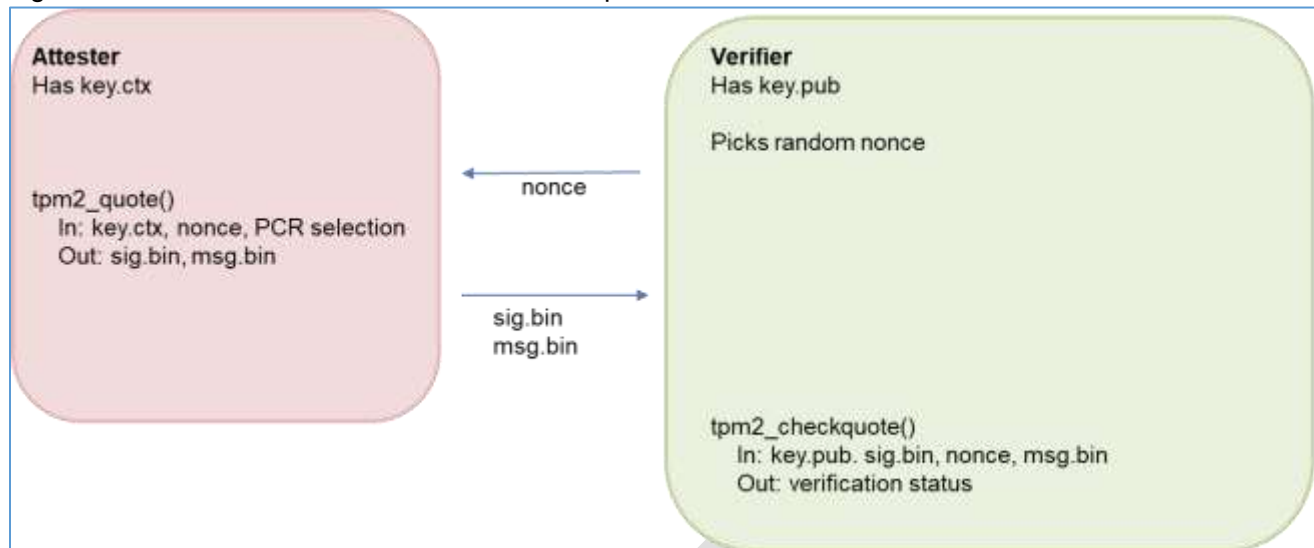 Attester
Has key.ctx
tpm2_quote()
In: key.ctx, nonce, PCR selection
Out: sig.bin, msg.bin
nonce
sig.bin
msg.bin
Verifier
Has key.pub
Picks random nonce
tpm2_checkquote()
In: key.pub. sig.bin, nonce, msg.bin
Out: verification status